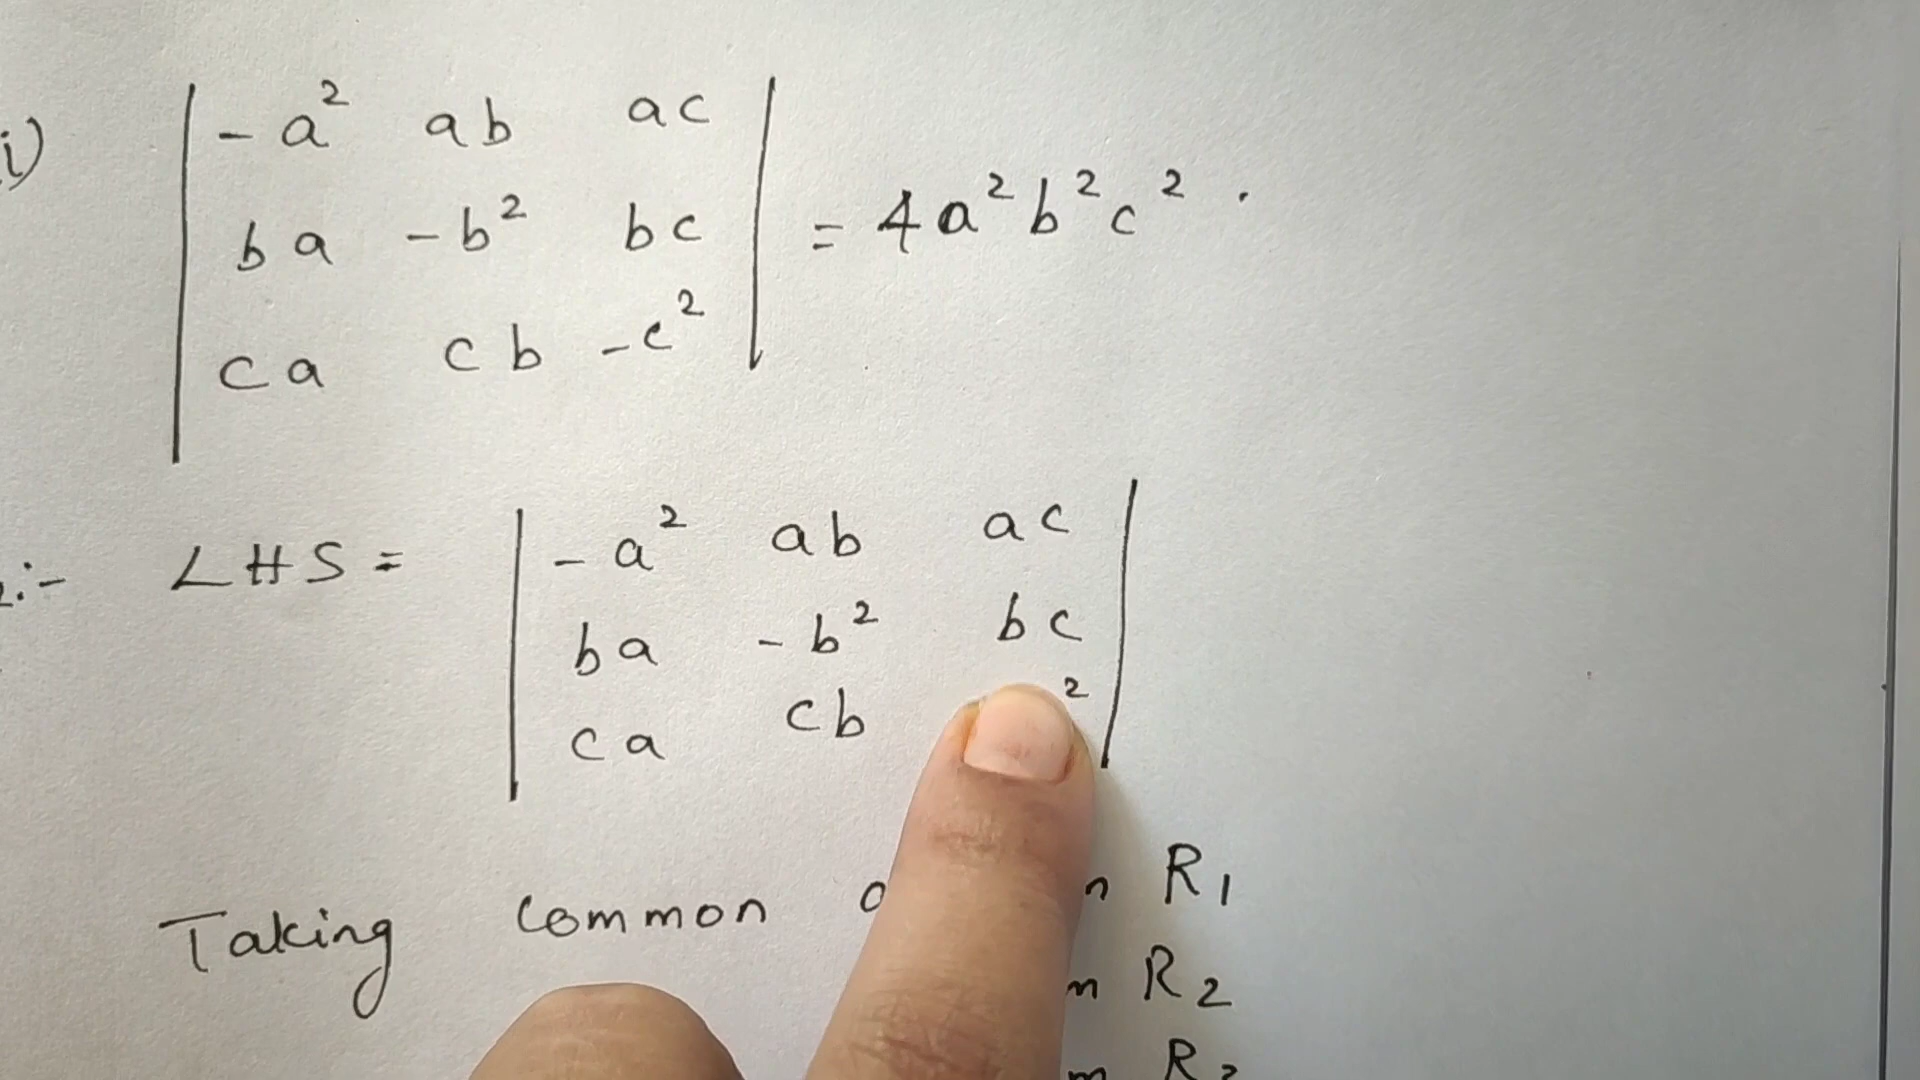 i)
-a² ab ac
ba -b² bc = 4a²b²c².
ca cb -c²
:- LHS = -a² ab ac
ba -b² bc
ca cb ²
Taking common R₁
R₂